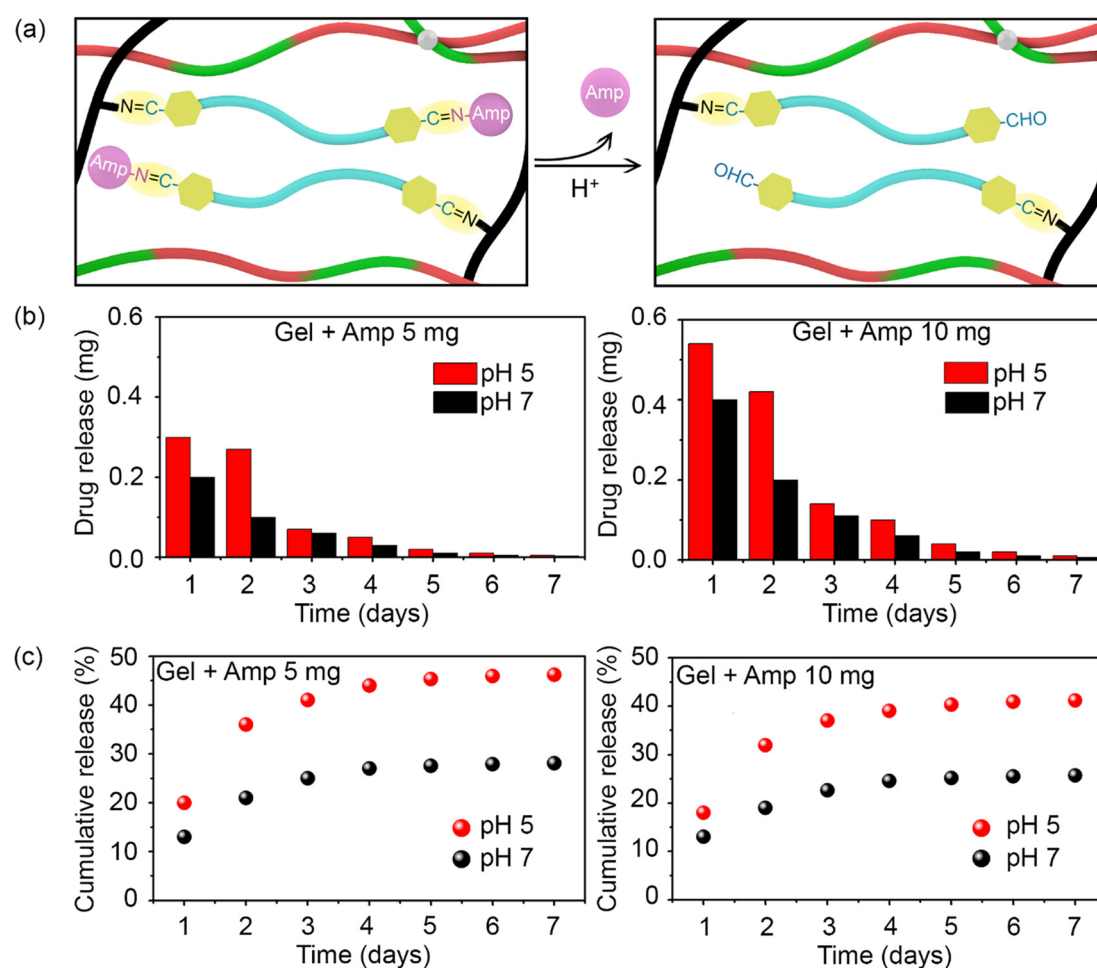 (a)
N=C
C=N
Amp
Amp
N=C
C=N
Amp
H+
N=C
CHO
OHC
C=N
(b)
Gel + Amp 5 mg
pH 5
pH 7
Drug release (mg)
0.6
0.4
0.2
0.0
1 2 3 4 5 6 7
Time (days)
Gel + Amp 10 mg
pH 5
pH 7
Drug release (mg)
0.6
0.4
0.2
0.0
1 2 3 4 5 6 7
Time (days)
(c)
Gel + Amp 5 mg
pH 5
pH 7
Cumulative release (%)
50
40
30
20
10
0
1 2 3 4 5 6 7
Time (days)
Gel + Amp 10 mg
pH 5
pH 7
Cumulative release (%)
50
40
30
20
10
0
1 2 3 4 5 6 7
Time (days)